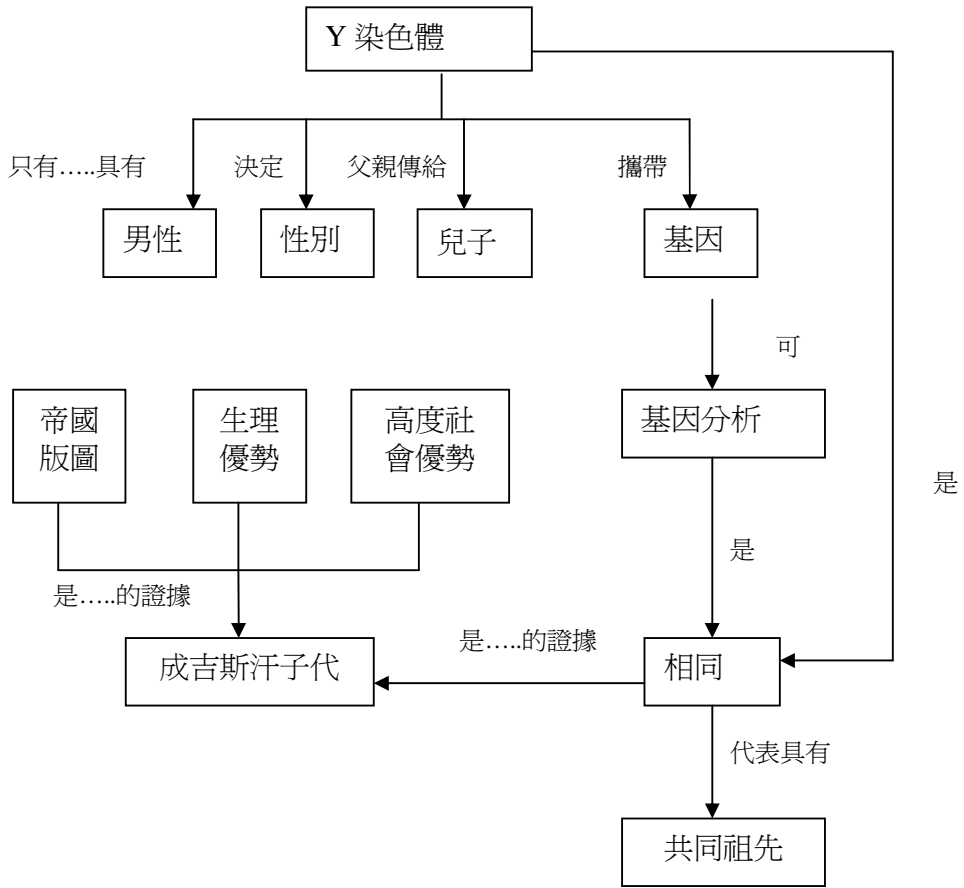 Y 染色體
只有…..具有
決定
父親傳給
攜帶
男性
性別
兒子
基因
可
帝國
版圖
生理
優勢
高度社
會優勢
基因分析
是
是
是…..的證據
是…..的證據
成吉斯汗子代
相同
代表具有
共同祖先